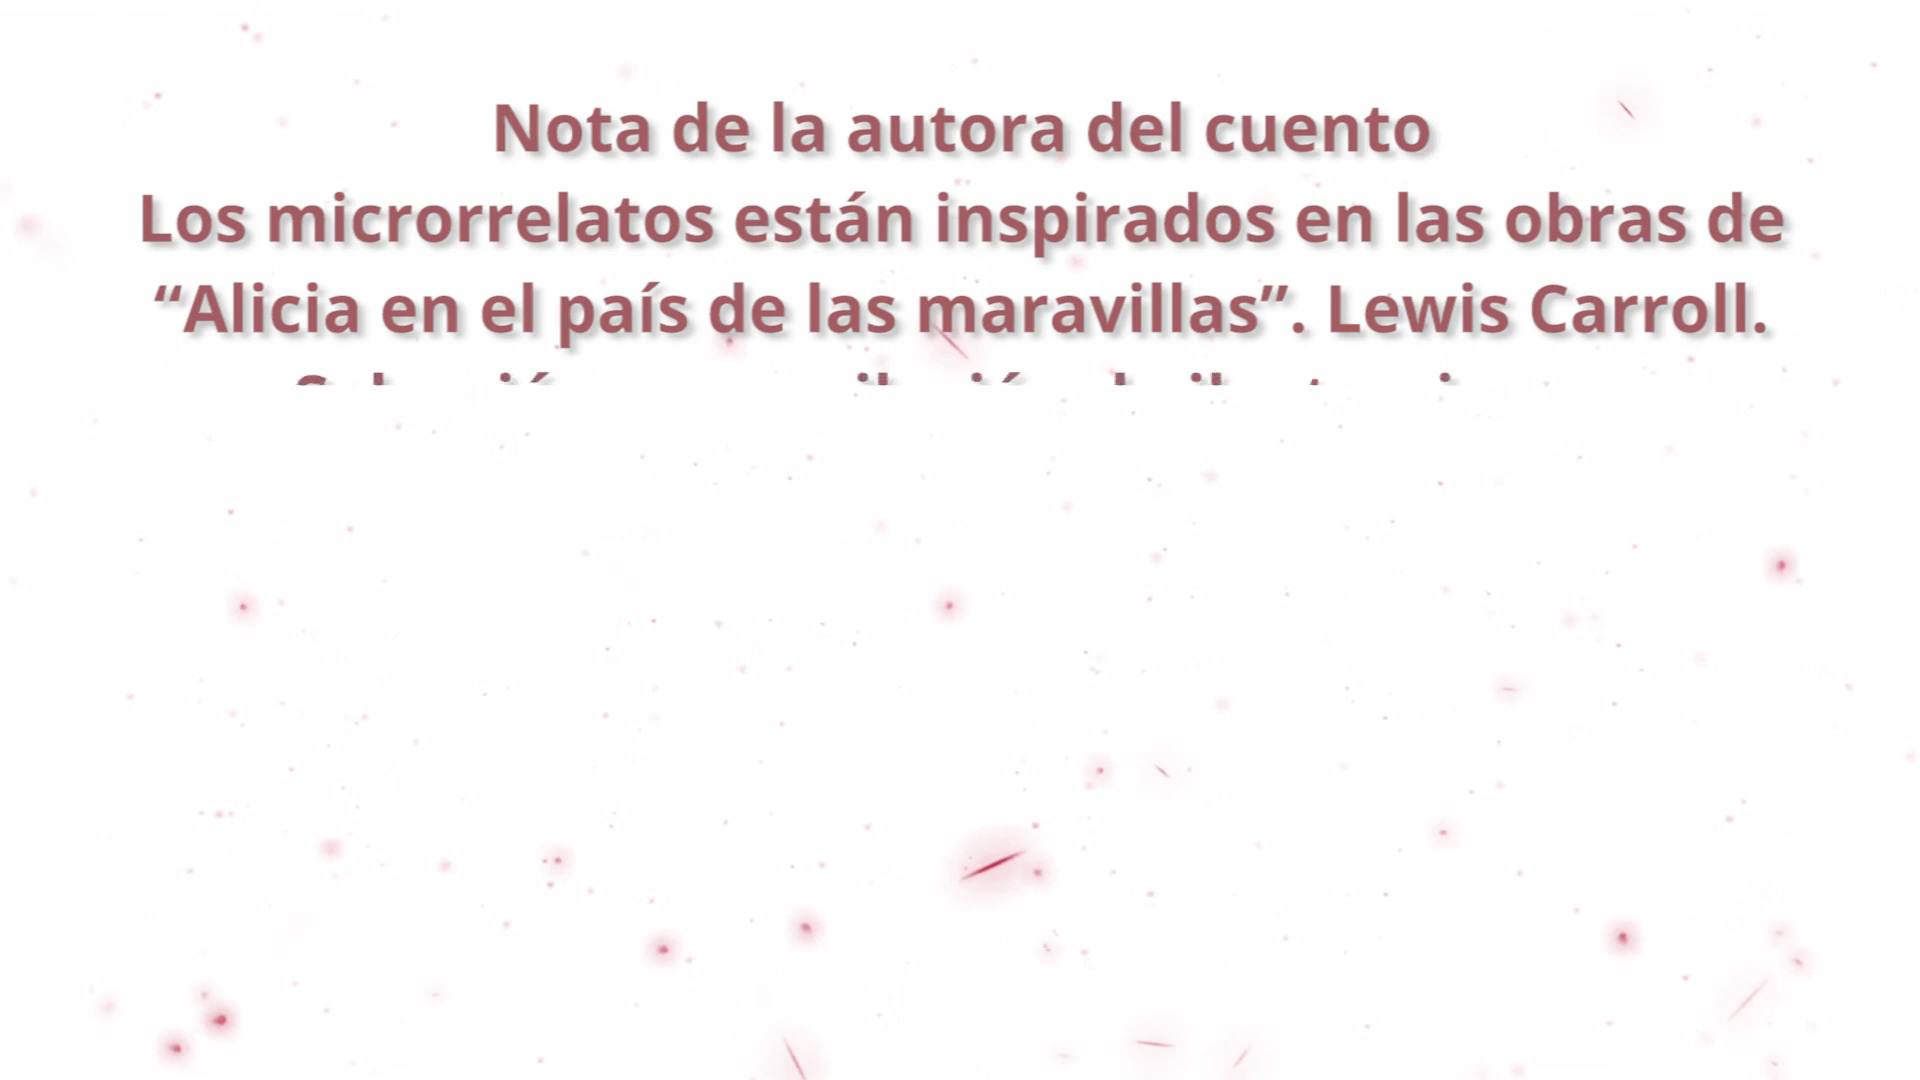 Nota de la autora del cuento
Los microrrelatos están inspirados en las obras de
“Alicia en el país de las maravillas”. Lewis Carroll.